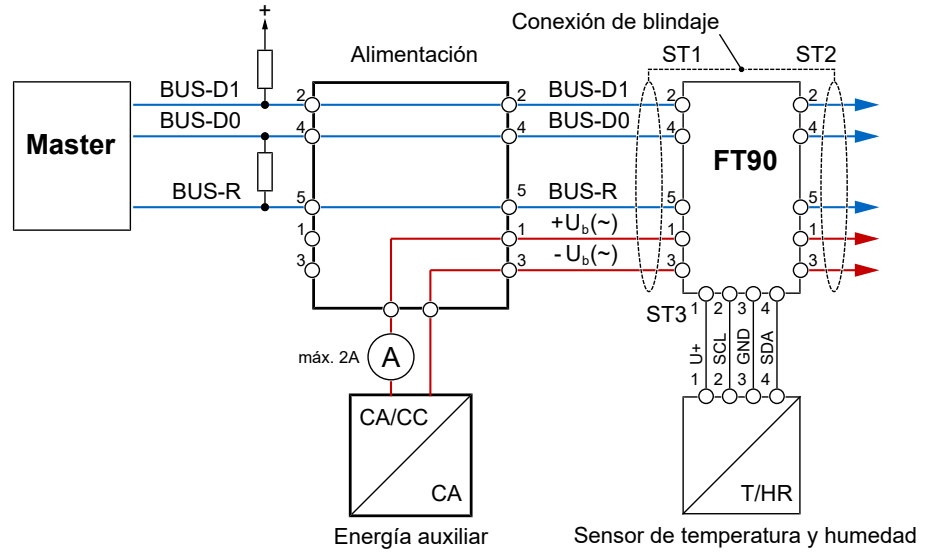 +
Conexión de blindaje
Alimentación
ST1
ST2
BUS-D1
2
2
BUS-D1
2
2
BUS-D0
4
4
BUS-D0
4
4
Master
FT90
BUS-R
5
5
BUS-R
5
5
1
1
+Ub(~)
1
1
3
3
-Ub(~)
3
3
ST3
1
2
3
4
U+
SCL
GND
SDA
1
2
3
4
máx. 2A
A
CA/CC
CA
T/HR
Energía auxiliar
Sensor de temperatura y humedad